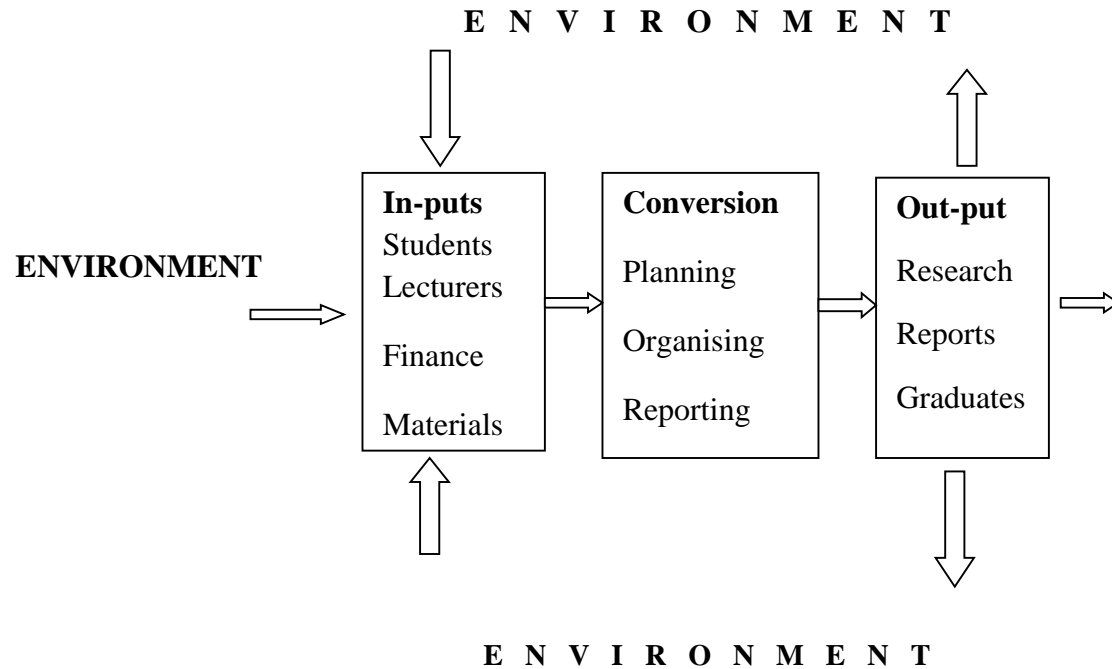 E N V I R O N M E N T
ENVIRONMENT
In-puts
Students
Lecturers
Finance
Materials
Conversion
Planning
Organising
Reporting
Out-put
Research
Reports
Graduates
E N V I R O N M E N T